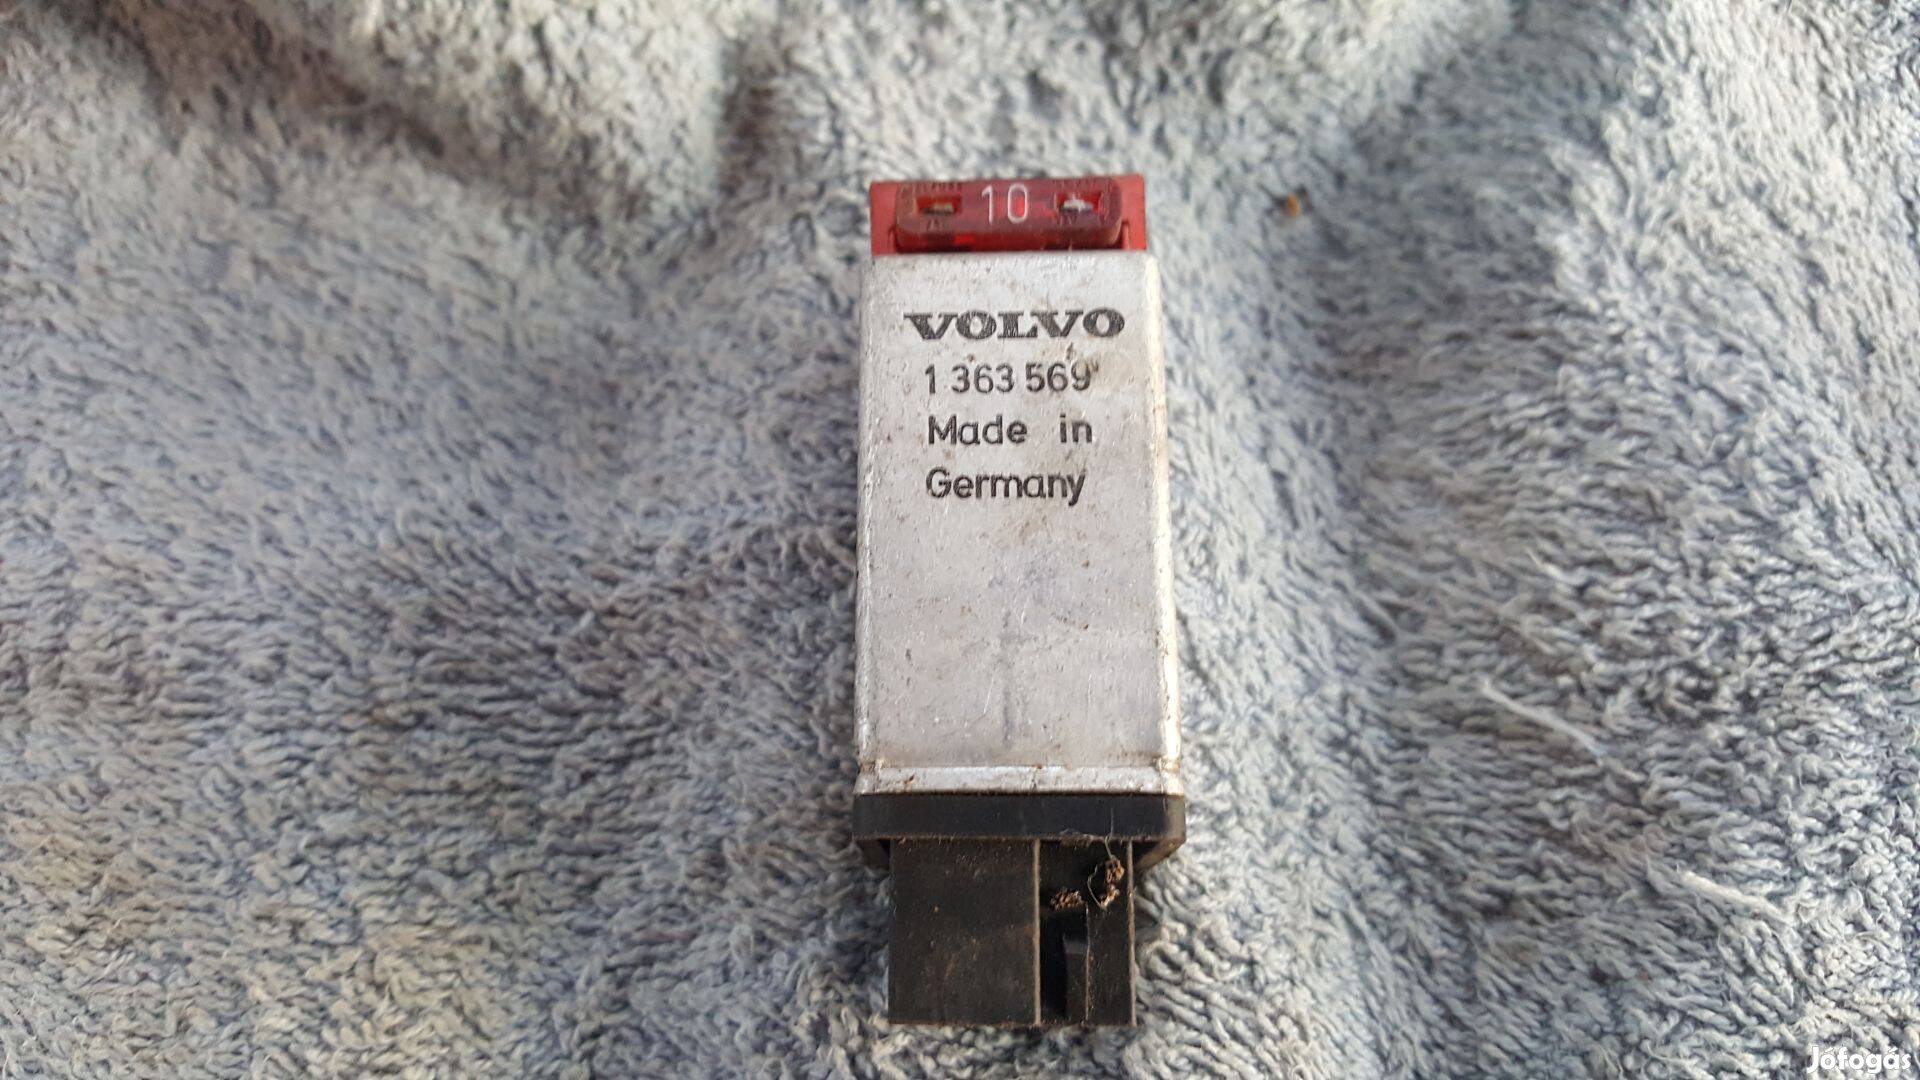 10
VOLVO
1 363 569
Made in
Germany
Jófogás